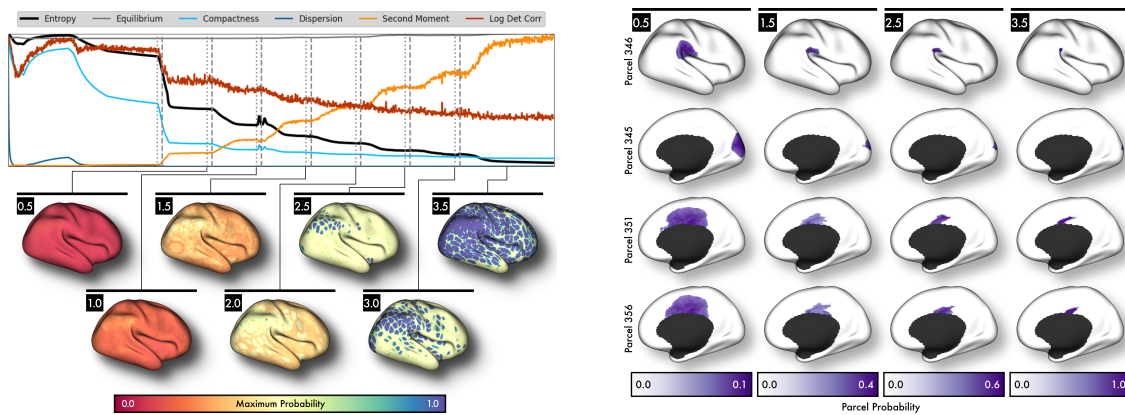 Entropy Equilibrium Compactness Dispersion Second Moment Log Det Corr
0.5 1.5 2.5 3.5
1.0 2.0 3.0
0.0 Maximum Probability 1.0
0.5 1.5 2.5 3.5
Parcel 346
Parcel 345
Parcel 351
Parcel 356
0.0 0.1 0.0 0.4 0.0 0.6 0.0 1.0
Parcel Probability